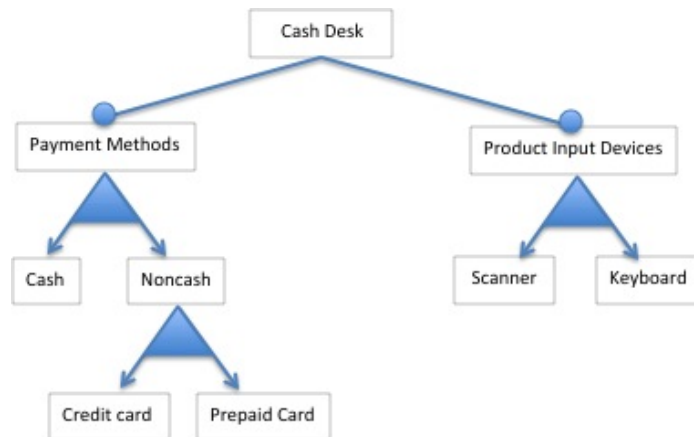 Cash Desk
Payment Methods
Product Input Devices
Cash
Noncash
Scanner
Keyboard
Credit card
Prepaid Card